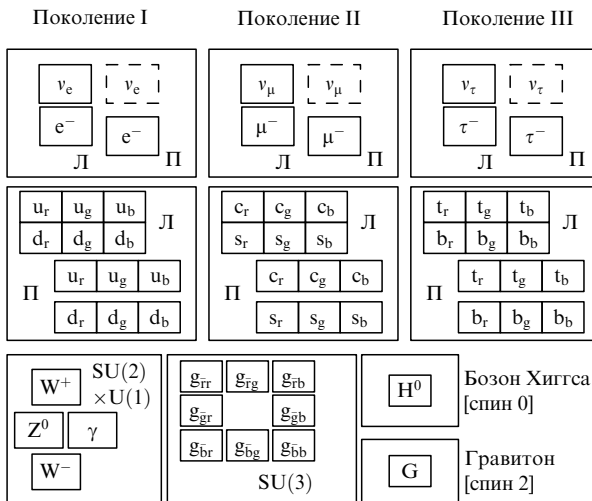 Поколение I Поколение II Поколение III
νe νe νμ νμ ντ ντ
e− e− μ− μ− τ− τ−
Л П Л П Л П
ur ug ub Л cr cg cb Л tr tg tb Л
dr dg db sr sg sb br bg bb
П ur ug ub П cr cg cb П tr tg tb
dr dg db sr sg sb br bg bb
W+ SU(2) ×U(1)
Z0 γ
W−
gr̄r gr̄g gr̄b
gḡr gḡb
gb̄r gb̄g gb̄b
SU(3)
H0 Бозон Хиггса
[спин 0]
G Гравитон
[спин 2]